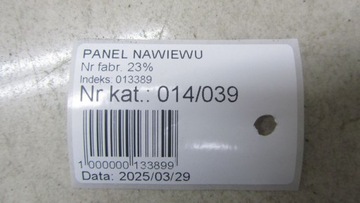 PANEL NAWIEWU
Nr fabr. 23%
Indeks: 013389
Nr kat.: 014/039
1 000000 133899
Data: 2025/03/29